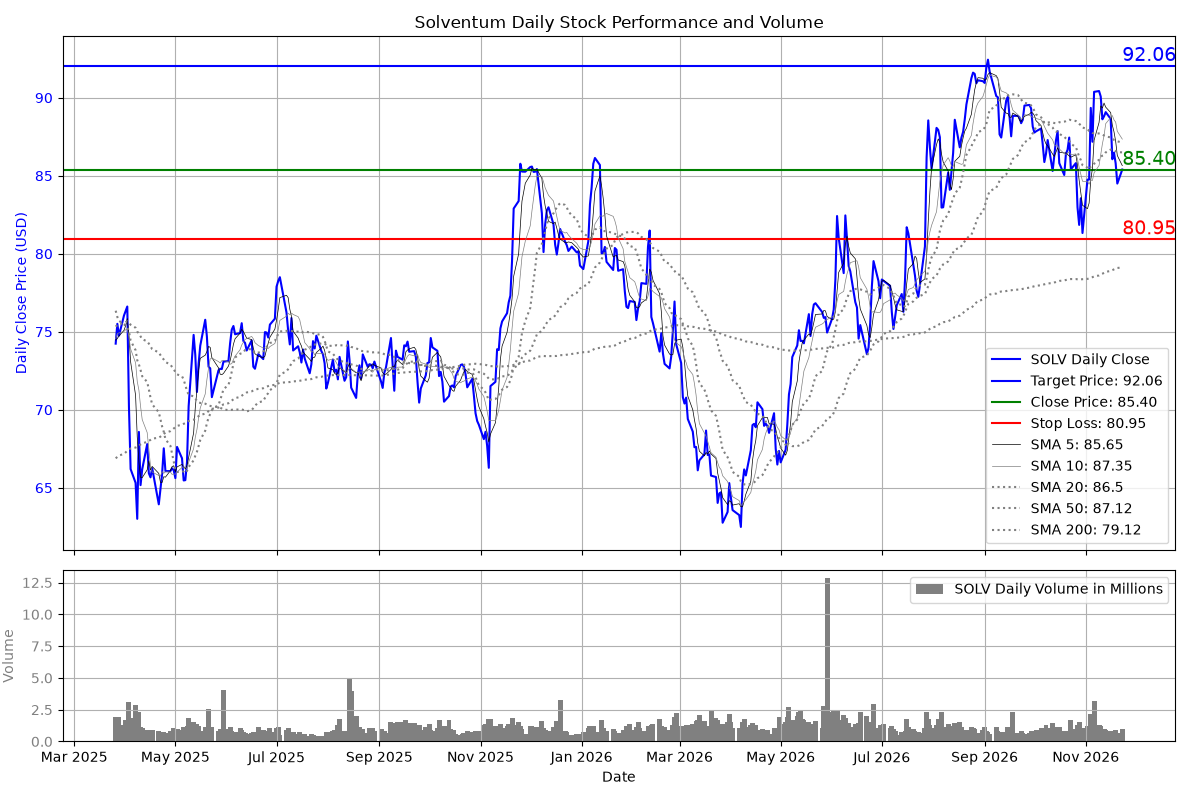 Solventum Daily Stock Performance and Volume
92.06
85.40
80.95
90
85
80
75
70
65
Daily Close Price (USD)
SOLV Daily Close
Target Price: 92.06
Close Price: 85.40
Stop Loss: 80.95
SMA 5: 85.65
SMA 10: 87.35
SMA 20: 86.5
SMA 50: 87.12
SMA 200: 79.12
12.5
10.0
7.5
5.0
2.5
0.0
Volume
SOLV Daily Volume in Millions
Mar 2025 May 2025 Jul 2025 Sep 2025 Nov 2025 Jan 2026 Mar 2026 May 2026 Jul 2026 Sep 2026 Nov 2026
Date